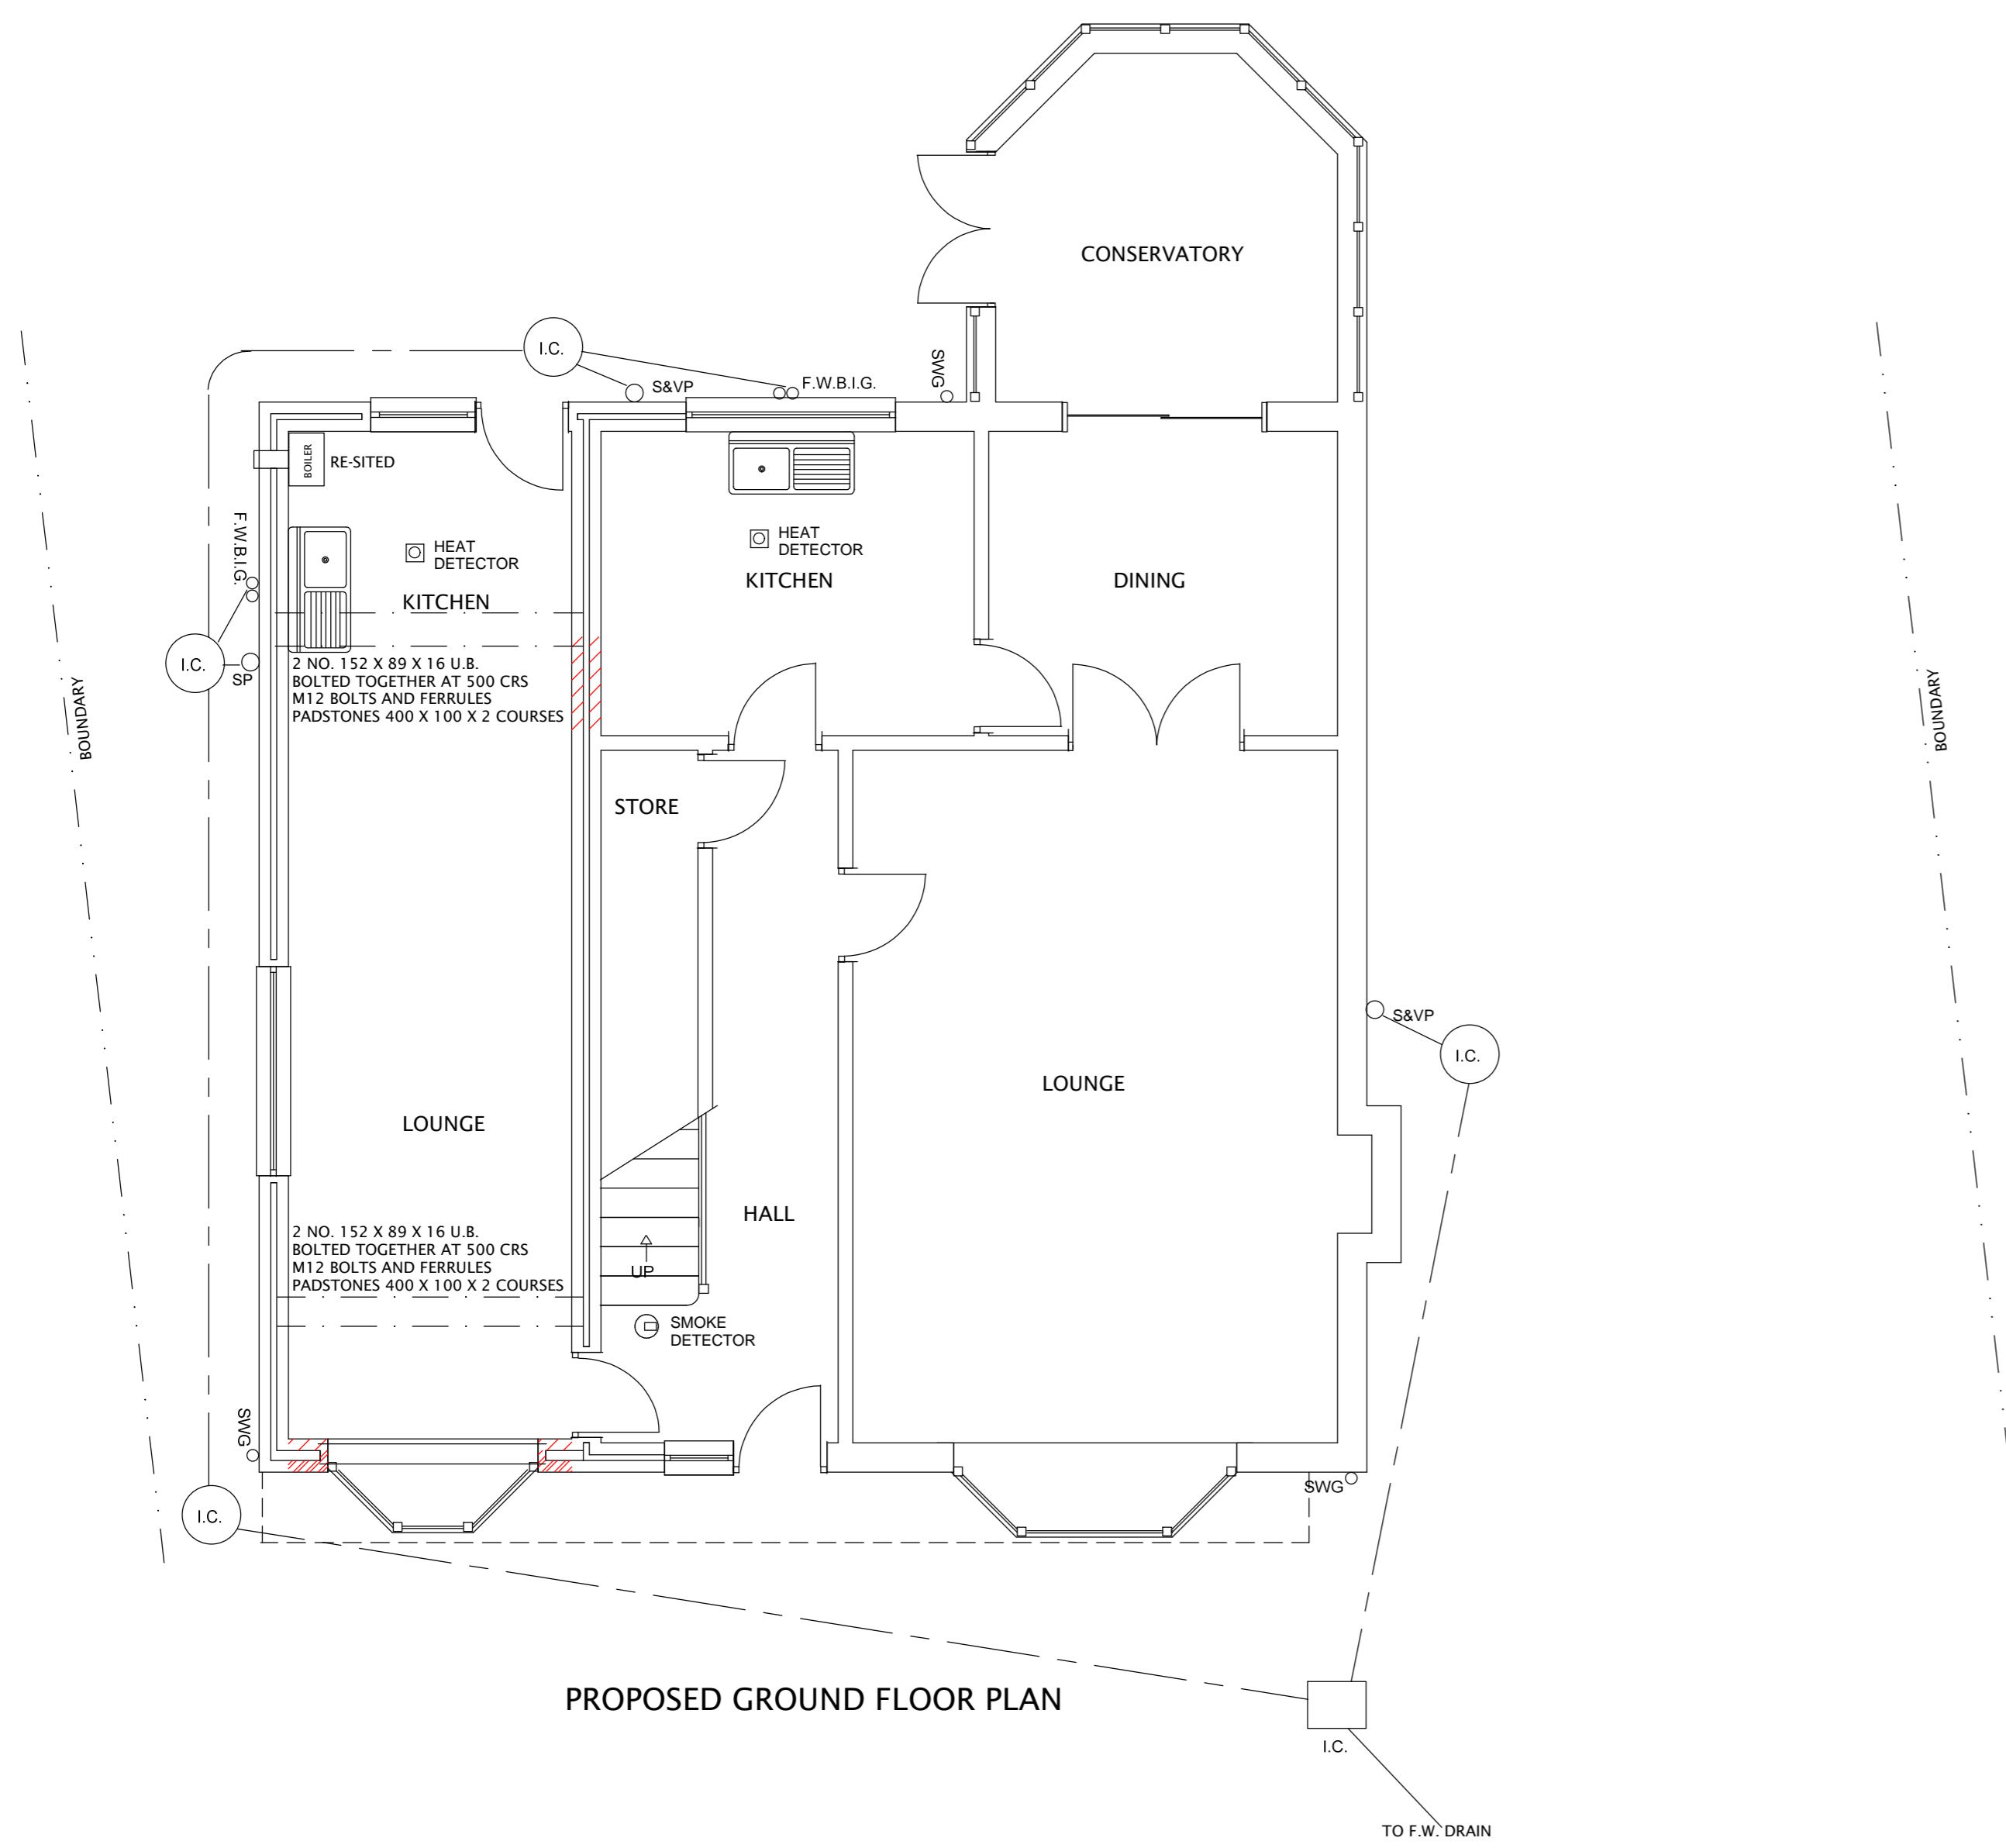 CONSERVATORY
I.C.
S&VP
F.W.B.I.G.
SWG
BOILER
RE-SITED
F.W.B.I.G.
HEAT
DETECTOR
HEAT
DETECTOR
KITCHEN
KITCHEN
DINING
I.C.
SP
2 NO. 152 X 89 X 16 U.B.
BOLTED TOGETHER AT 500 CRS
M12 BOLTS AND FERRULES
PADSTONES 400 X 100 X 2 COURSES
BOUNDARY
BOUNDARY
STORE
S&VP
I.C.
LOUNGE
LOUNGE
HALL
2 NO. 152 X 89 X 16 U.B.
BOLTED TOGETHER AT 500 CRS
M12 BOLTS AND FERRULES
PADSTONES 400 X 100 X 2 COURSES
UP
SMOKE
DETECTOR
SWG
SWG
I.C.
PROPOSED GROUND FLOOR PLAN
I.C.
TO F.W. DRAIN